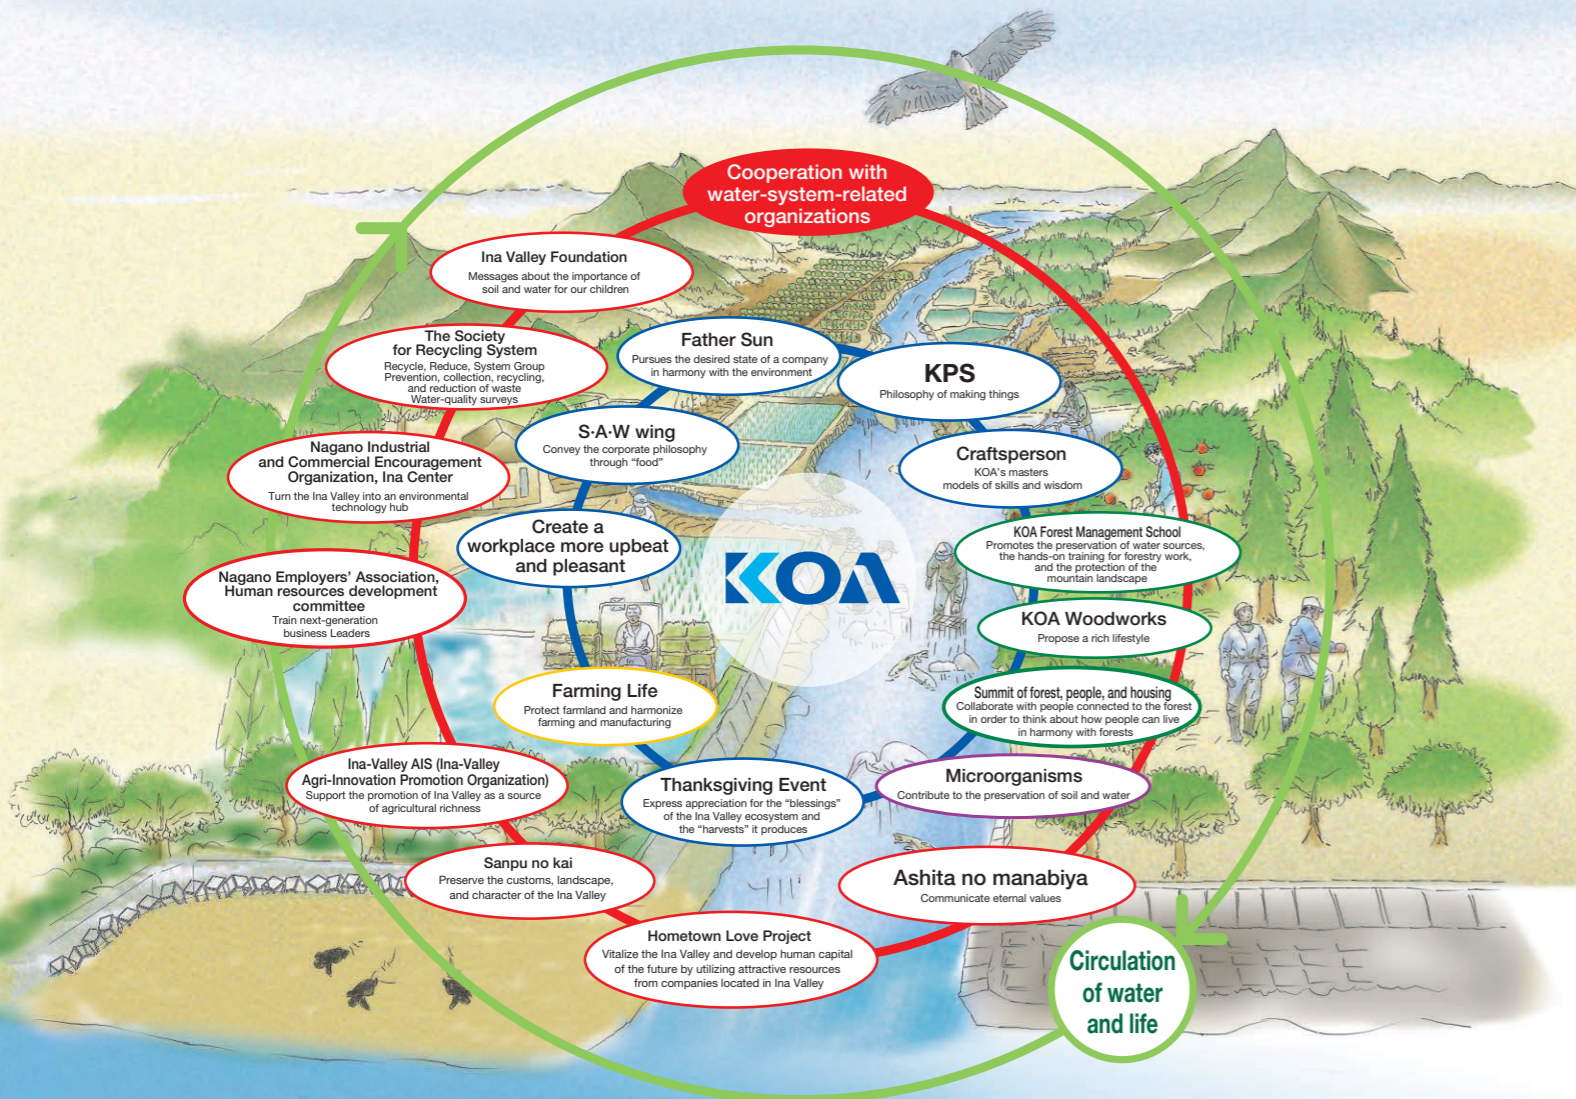 Cooperation with
water-system-related
organizations
Ina Valley Foundation
Messages about the importance of
soil and water for our children
The Society
for Recycling System
Recycle, Reduce, System Group
Prevention, collection, recycling,
and reduction of waste
Water-quality surveys
Nagano Industrial
and Commercial Encouragement
Organization, Ina Center
Turn the Ina Valley into an environmental
technology hub
Nagano Employers' Association,
Human resources development
committee
Train next-generation
business Leaders
Ina-Valley AIS (Ina-Valley
Agri-Innovation Promotion Organization)
Support the promotion of Ina Valley as a source
of agricultural richness
Sanpu no kai
Preserve the customs, landscape,
and character of the Ina Valley
Hometown Love Project
Vitalize the Ina Valley and develop human capital
of the future by utilizing attractive resources
from companies located in Ina Valley
Ashita no manabiya
Communicate eternal values
Father Sun
Pursues the desired state of a company
in harmony with the environment
KPS
Philosophy of making things
S·A·W wing
Convey the corporate philosophy
through "food"
Craftsperson
KOA's masters
models of skills and wisdom
Create a
workplace more upbeat
and pleasant
KOA
KOA Forest Management School
Promotes the preservation of water sources,
the hands-on training for forestry work,
and the protection of the
mountain landscape
KOA Woodworks
Propose a rich lifestyle
Farming Life
Protect farmland and harmonize
farming and manufacturing
Summit of forest, people, and housing
Collaborate with people connected to the forest
in order to think about how people can live
in harmony with forests
Thanksgiving Event
Express appreciation for the "blessings"
of the Ina Valley ecosystem and
the "harvests" it produces
Microorganisms
Contribute to the preservation of soil and water
Circulation
of water
and life